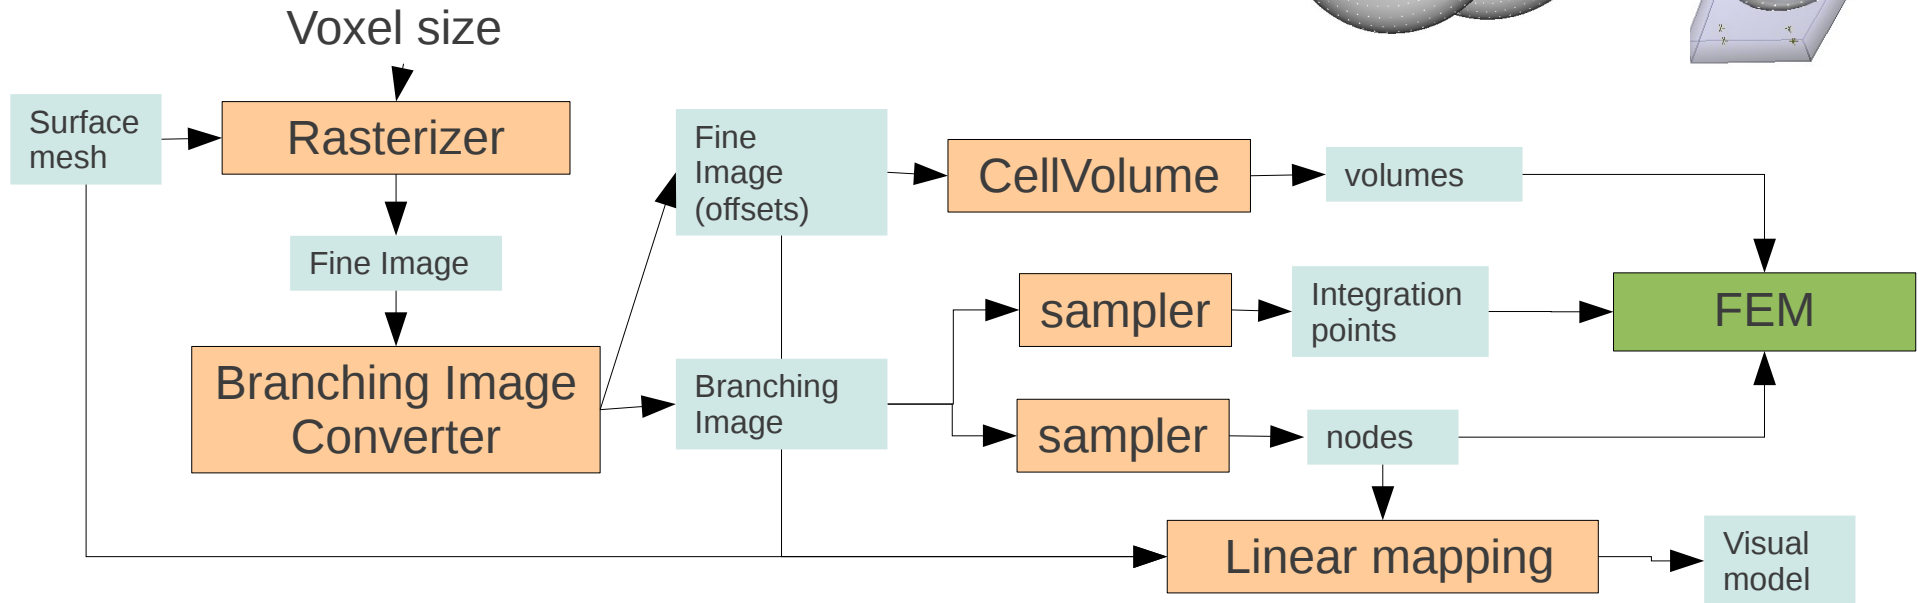 Voxel size
Surface
mesh
Rasterizer
Fine
Image
(offsets)
CellVolume
volumes
Fine Image
sampler
Integration
points
FEM
Branching Image
Converter
Branching
Image
sampler
nodes
Linear mapping
Visual
model